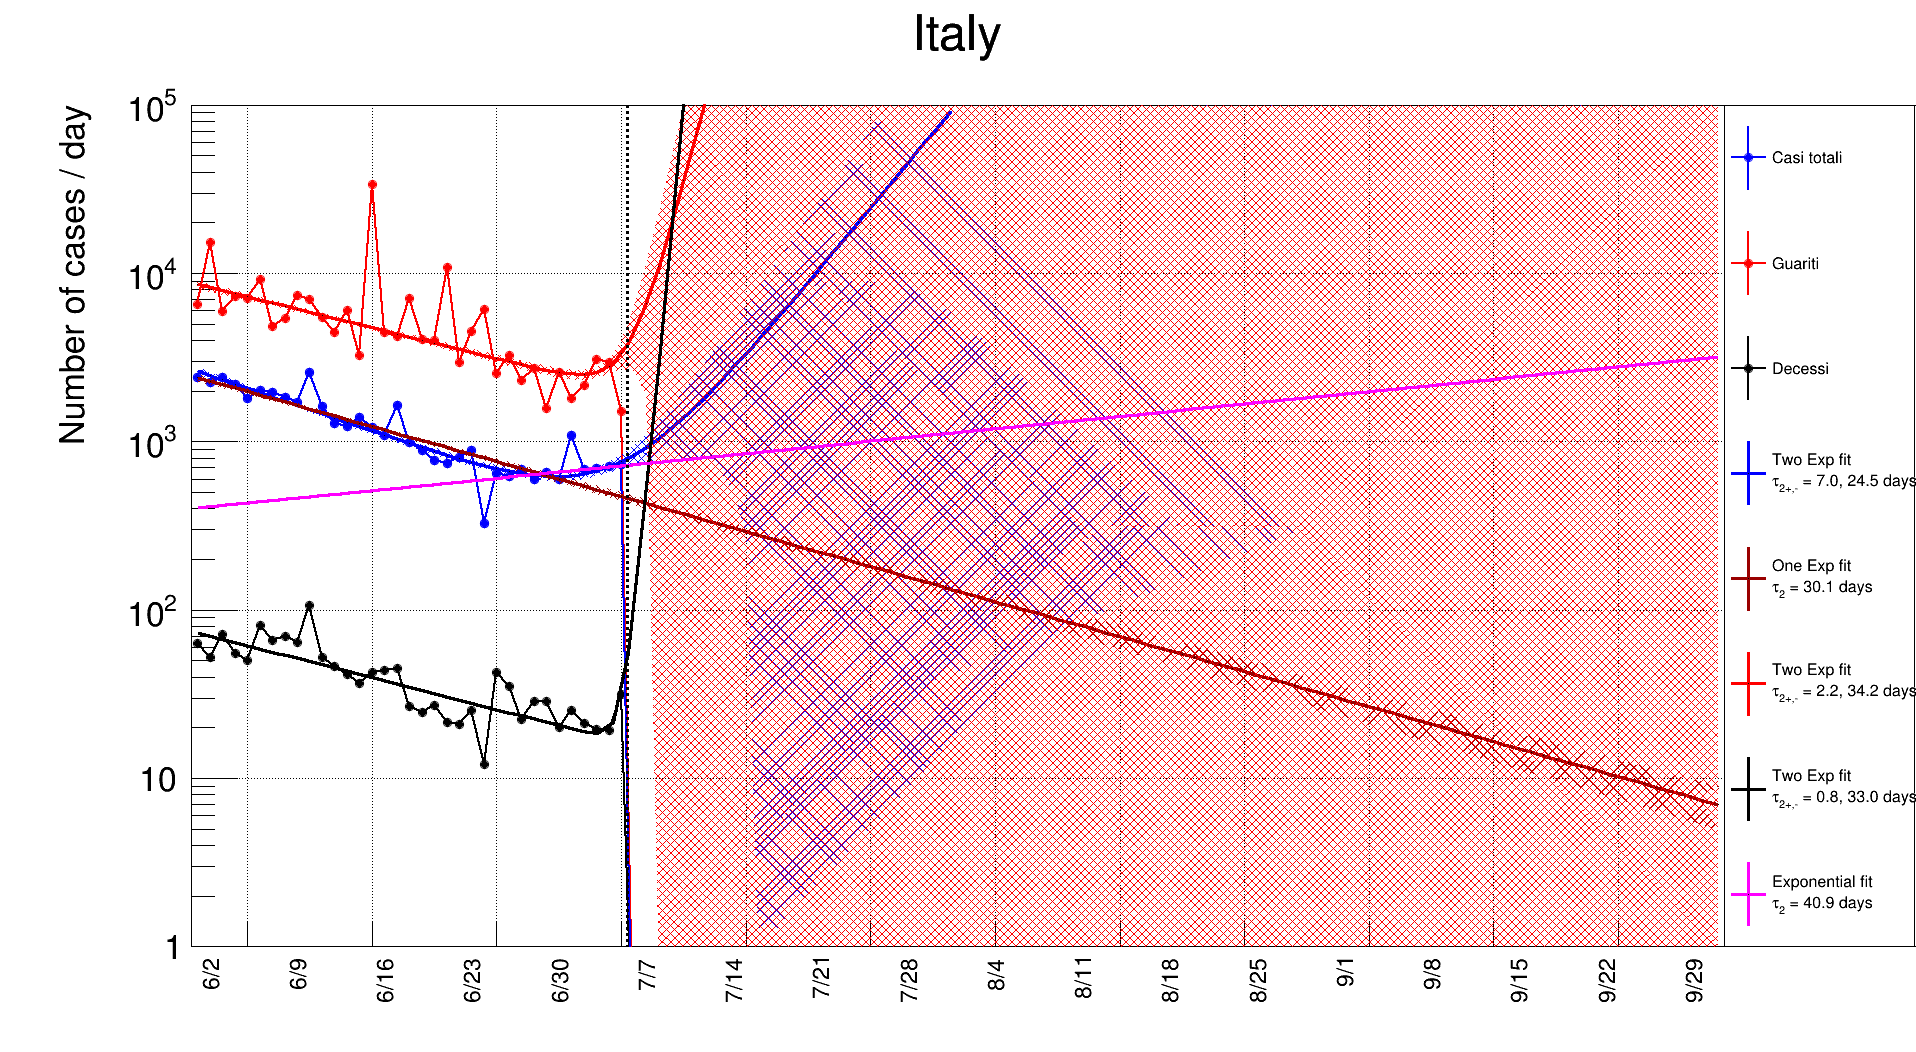 Italy
Number of cases / day
10^5
10^4
10^3
10^2
10
1
6/2 6/9 6/16 6/23 6/30 7/7 7/14 7/21 7/28 8/4 8/11 8/18 8/25 9/1 9/8 9/15 9/22 9/29
Casi totali
Guariti
Decessi
Two Exp fit
τ2+,- = 7.0, 24.5 days
One Exp fit
τ2 = 30.1 days
Two Exp fit
τ2+,- = 2.2, 34.2 days
Two Exp fit
τ2+,- = 0.8, 33.0 days
Exponential fit
τ2 = 40.9 days